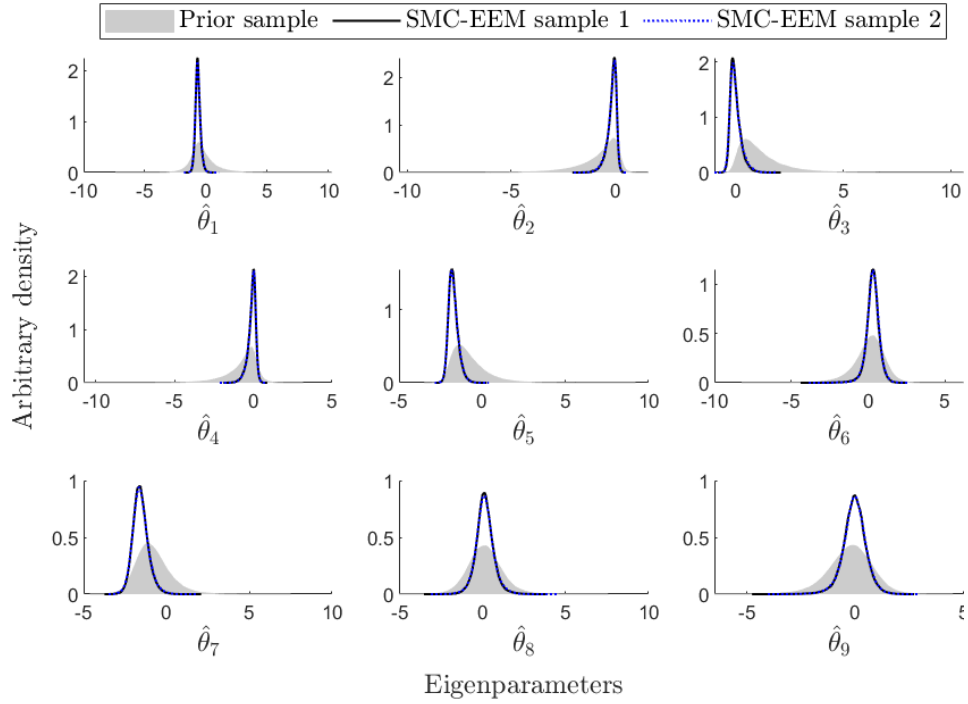 Prior sample SMC-EEM sample 1 SMC-EEM sample 2
2 1 0 -10 -5 0 5 10 θ̂₁
2 1 0 -10 -5 0 θ̂₂
2 1 0 0 5 10 θ̂₃
Arbitrary density
2 1 0 -10 -5 0 5 θ̂₄
1 0 -5 0 5 10 θ̂₅
1 0.5 0 -10 -5 0 5 θ̂₆
1 0.5 0 -5 0 5 10 θ̂₇
1 0.5 0 -5 0 5 10 θ̂₈
1 0.5 0 -5 0 5 θ̂₉
Eigenparameters